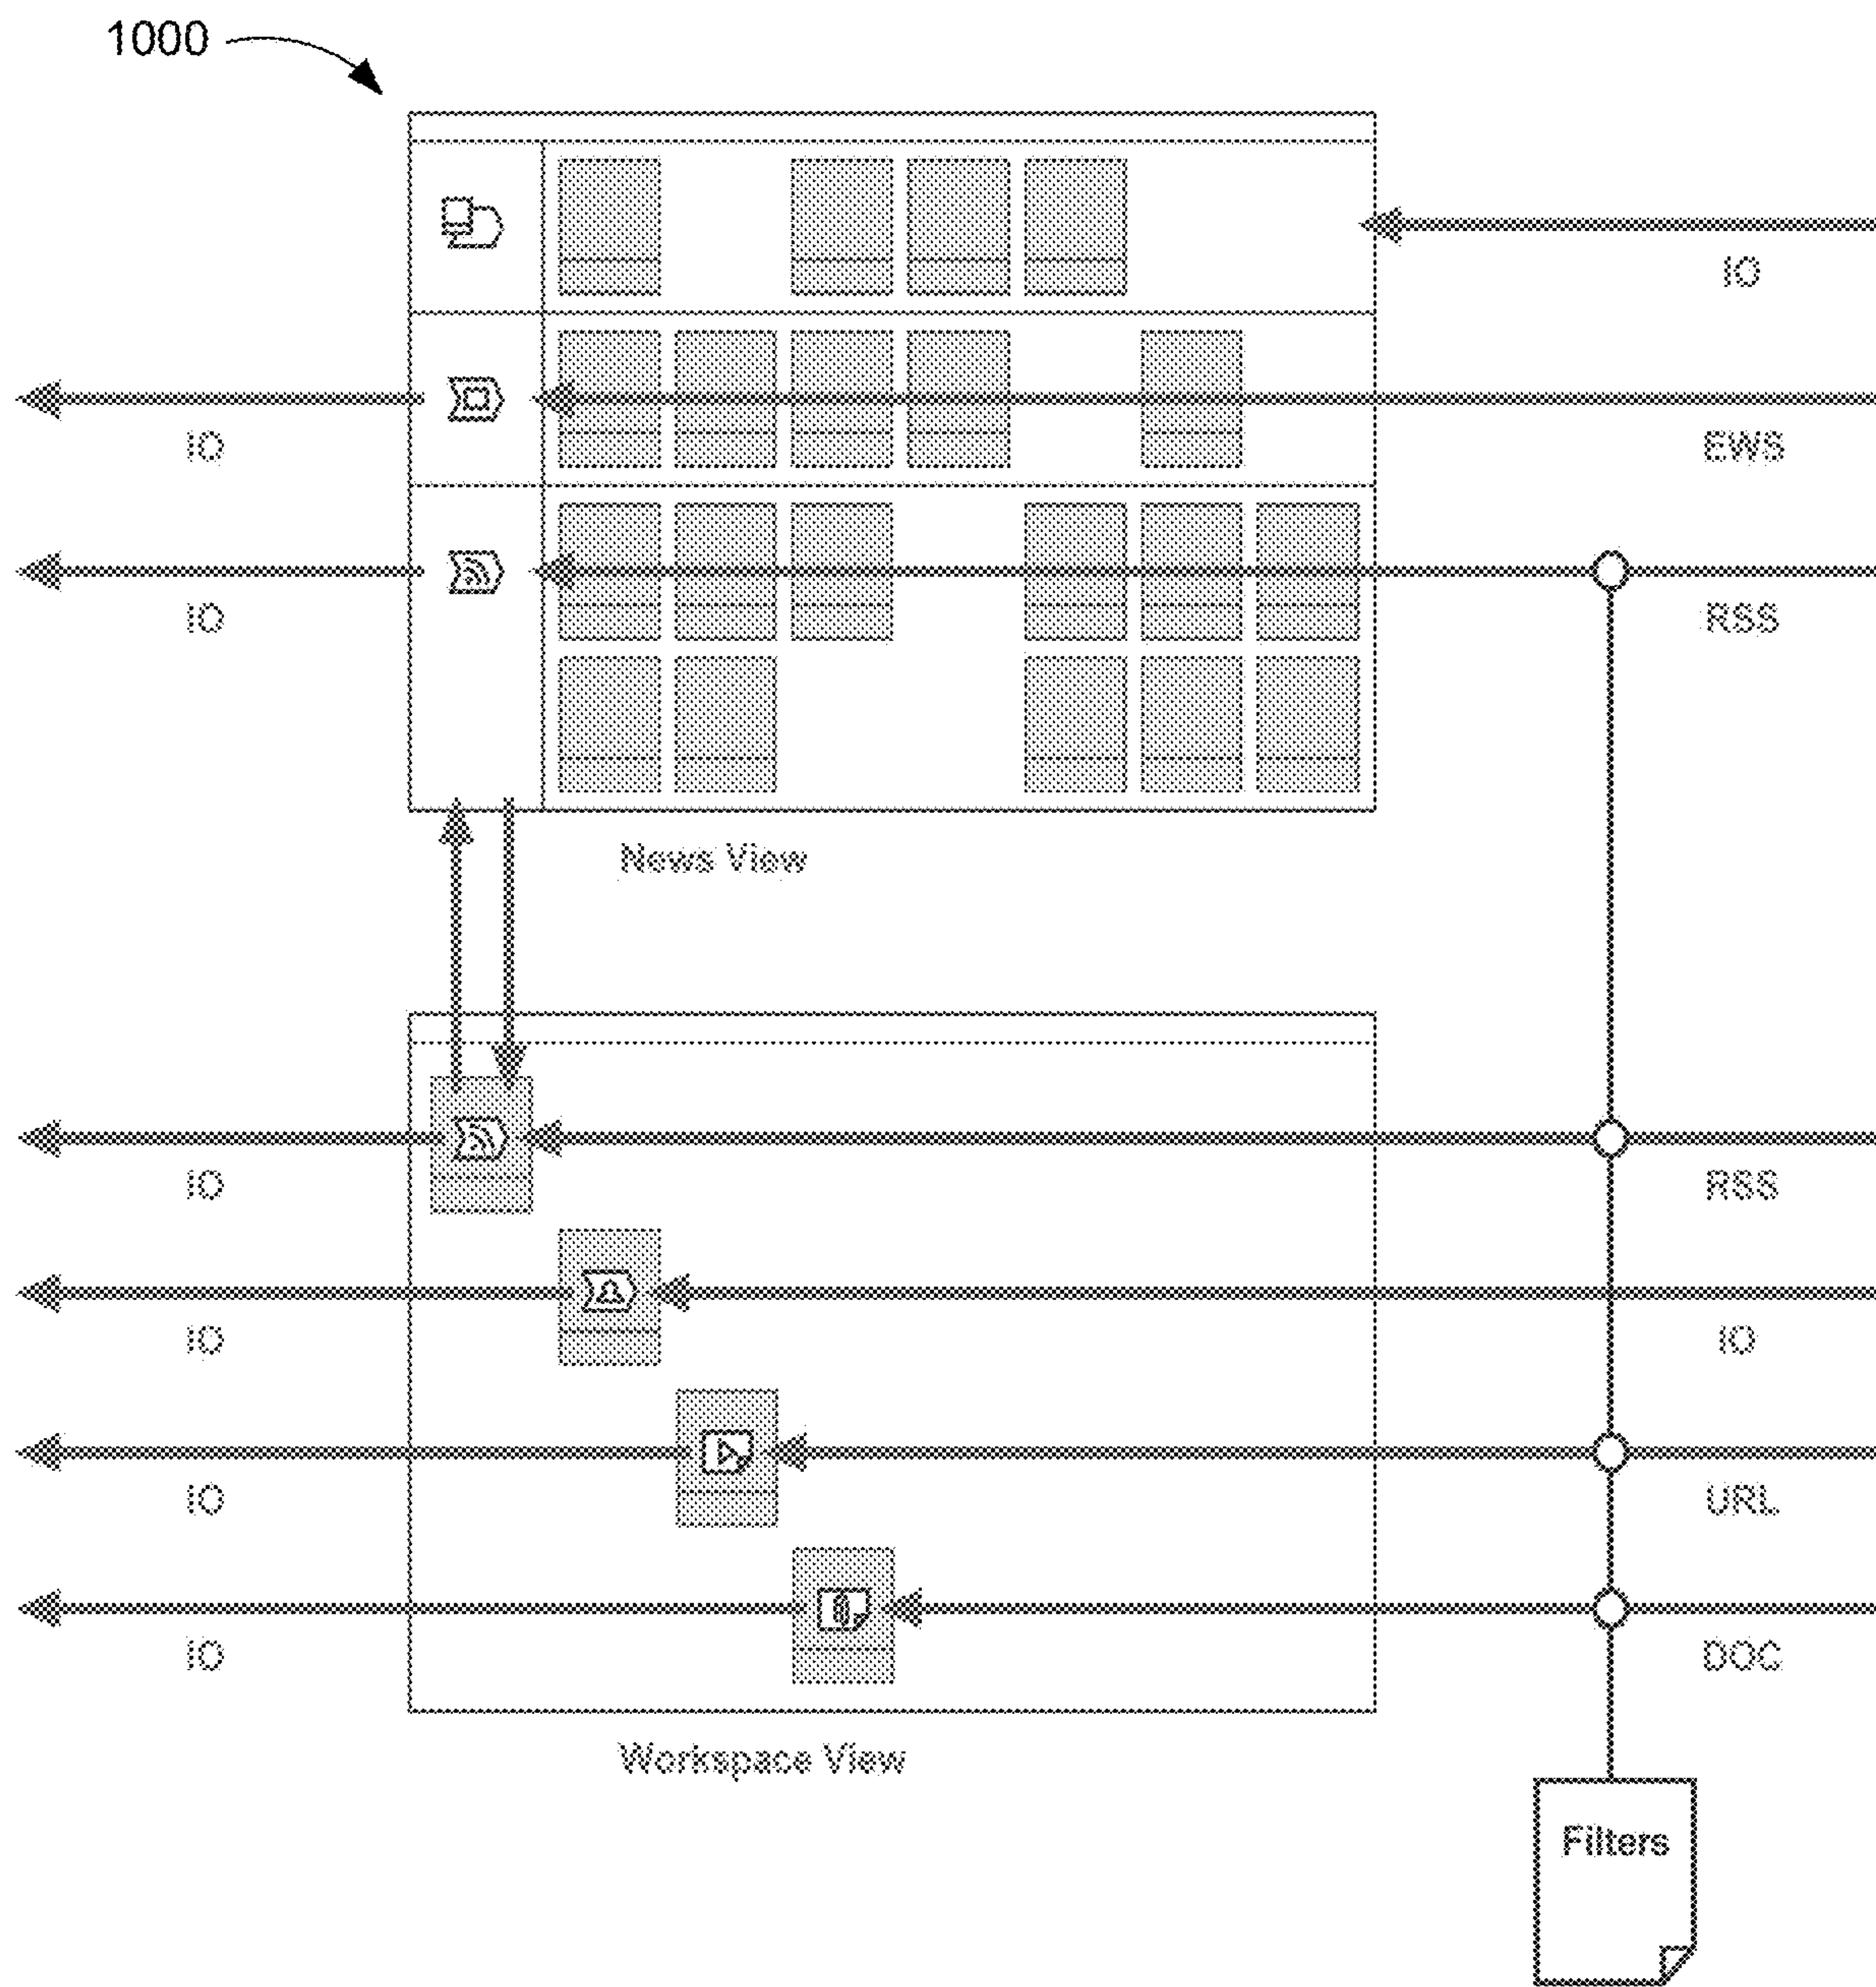 1000
IO
IO
EWS
IO
RSS
News View
IO
RSS
IO
IO
IO
URL
IO
DOC
Workspace View
Filters